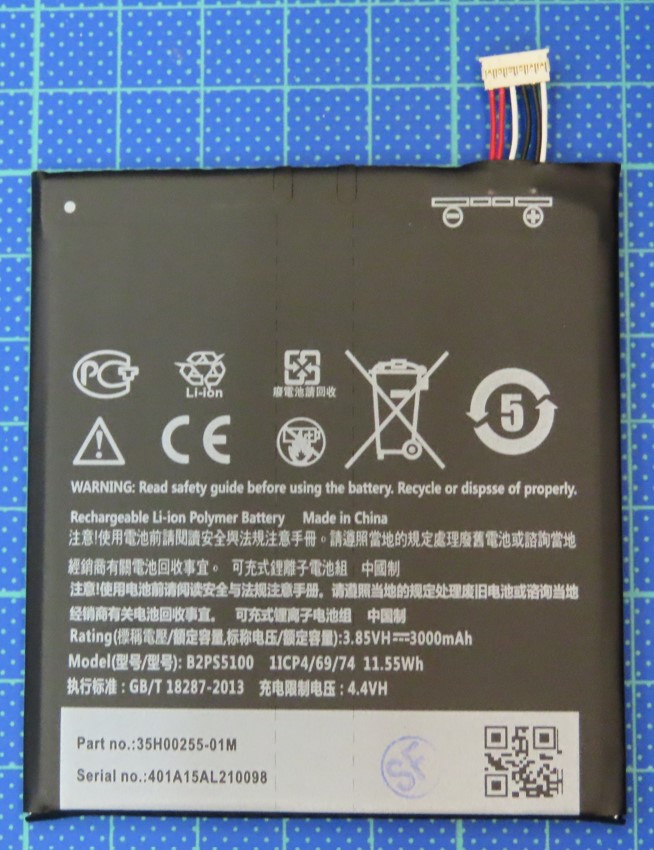 PCT
Li-ion
廢電池請回收
5
CE
WARNING: Read safety guide before using the battery. Recycle or dispsse of properly.
Rechargeable Li-ion Polymer Battery Made in China
注意!使用電池前請閱讀安全與法規注意手冊。請遵照當地的規定處理廢舊電池或諮詢當地
經銷商有關電池回收事宜。 可充式鋰離子電池組 中國制
注意!使用电池前请阅读安全与法规注意手册。请遵照当地的规定处理废旧电池或咨询当地
经销商有关电池回收事宜。 可充式锂离子电池组 中国制
Rating(標稱電壓/額定容量,标称电压/额定容量):3.85VH⎓3000mAh
Model(型号/型號): B2PS5100 1ICP4/69/74 11.55Wh
执行标准 : GB/T 18287-2013 充电限制电压 : 4.4VH
Part no.:35H00255-01M
Serial no.:401A15AL210098
SF